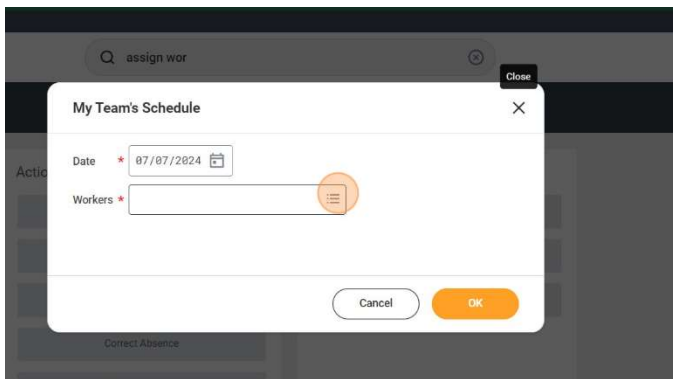 assign wor
Close
My Team's Schedule
Actio
Date * 07/07/2024
Workers *
Cancel
OK
Correct Absence